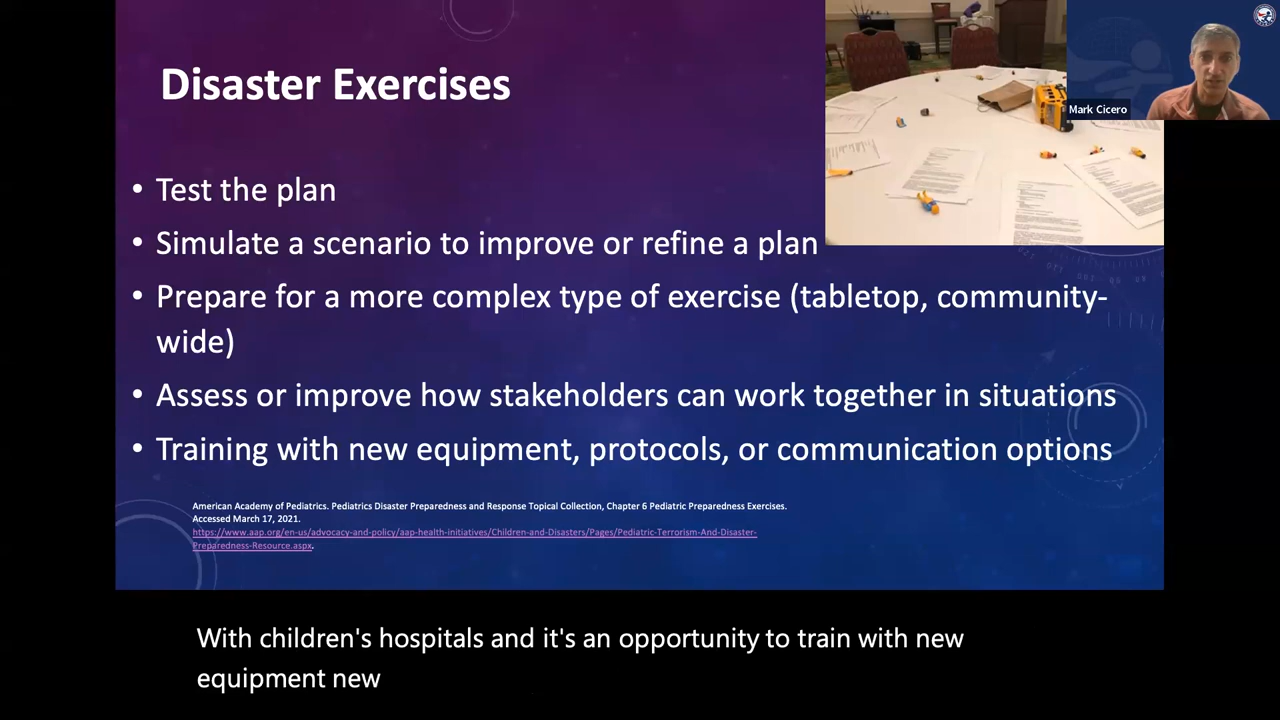 Disaster Exercises
Mark Cicero
• Test the plan
• Simulate a scenario to improve or refine a plan
• Prepare for a more complex type of exercise (tabletop, community-
wide)
• Assess or improve how stakeholders can work together in situations
• Training with new equipment, protocols, or communication options
American Academy of Pediatrics. Pediatrics Disaster Preparedness and Response Topical Collection, Chapter 6 Pediatric Preparedness Exercises.
Accessed March 17, 2021.
https://www.aap.org/en-us/advocacy-and-policy/aap-health-initiatives/Children-and-Disasters/Pages/Pediatric-Terrorism-And-Disaster-
Preparedness-Resource.aspx.
With children's hospitals and it's an opportunity to train with new
equipment new